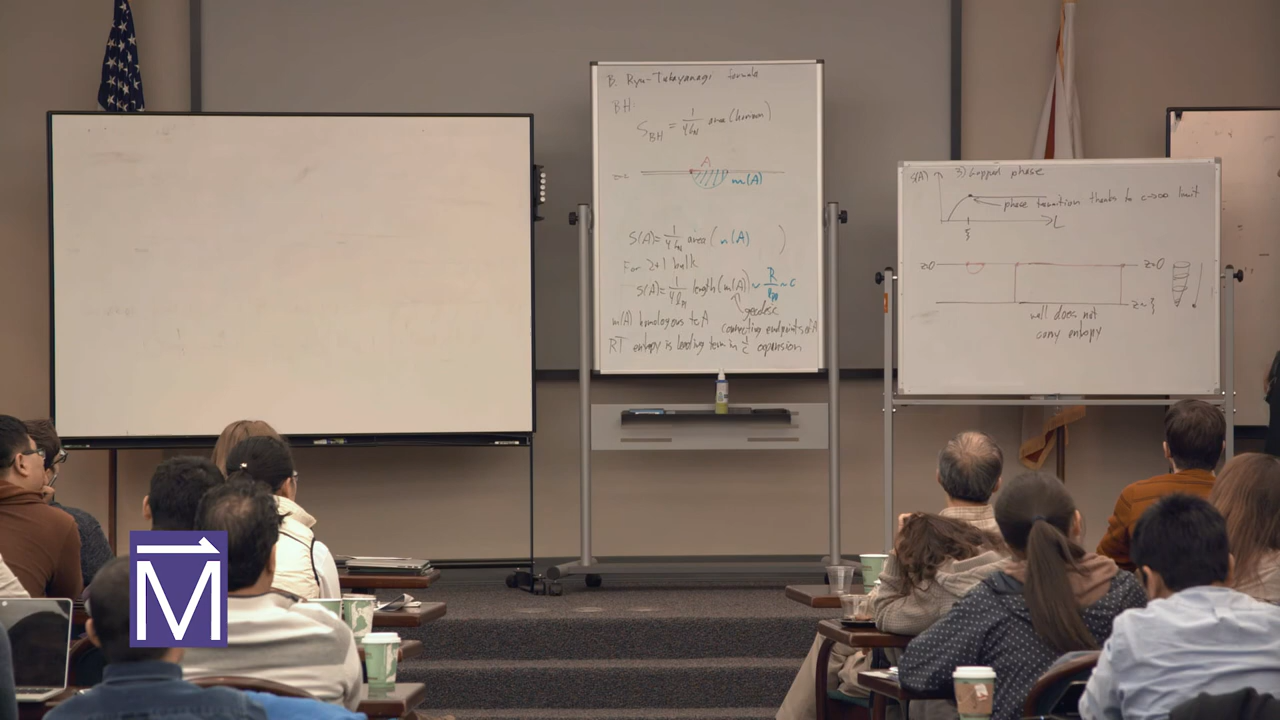 B. Ryu-Takayanagi formula
BH:
S_BH = 1/4G_N area (horizon)
A
z=
m(A)
S(A) = 1/4G_N area ( m(A) )
For 2+1 bulk
S(A) = 1/4l_Pl length (m(A)) ~ R/l_Pl ~ c
geodesic
m(A) homologous to A connecting endpoints of A
RT entropy is leading term in 1/c expansion
S(A) 3) Gapped phase
phase transition thanks to c→∞ limit
ξ L
z=0 z=0
z=ξ
wall does not
carry entropy
M